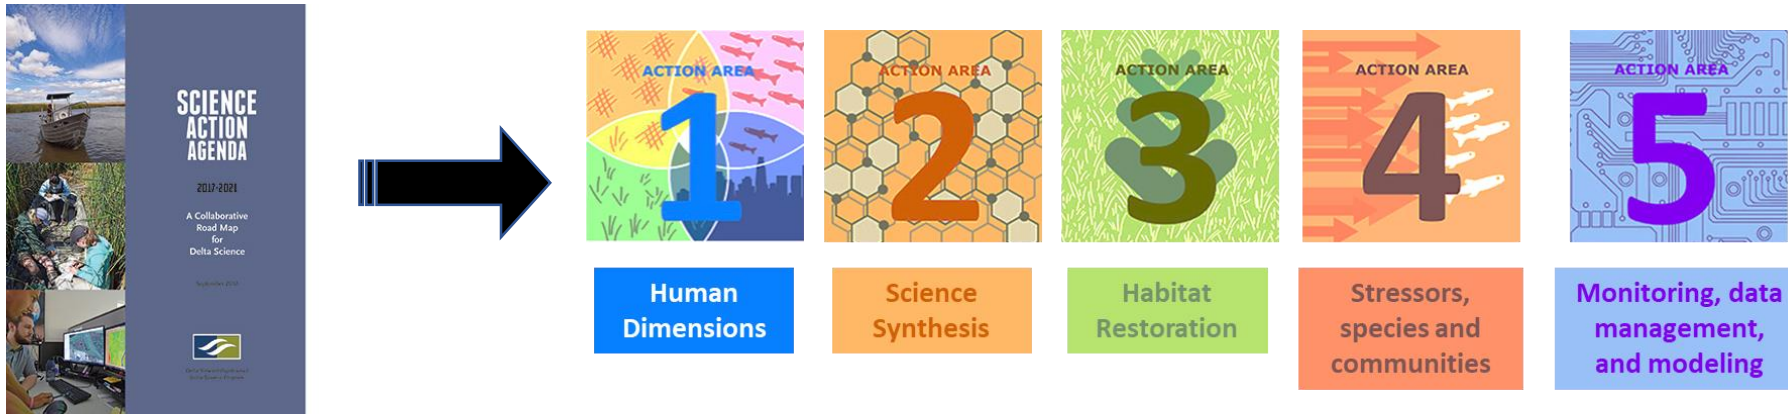 SCIENCE
ACTION
AGENDA
2017-2021
A Collaborative
Road Map
for
Delta Science
ACTION AREA
1
Human
Dimensions
ACTION AREA
2
Science
Synthesis
ACTION AREA
3
Habitat
Restoration
ACTION AREA
4
Stressors,
species and
communities
ACTION AREA
5
Monitoring, data
management,
and modeling